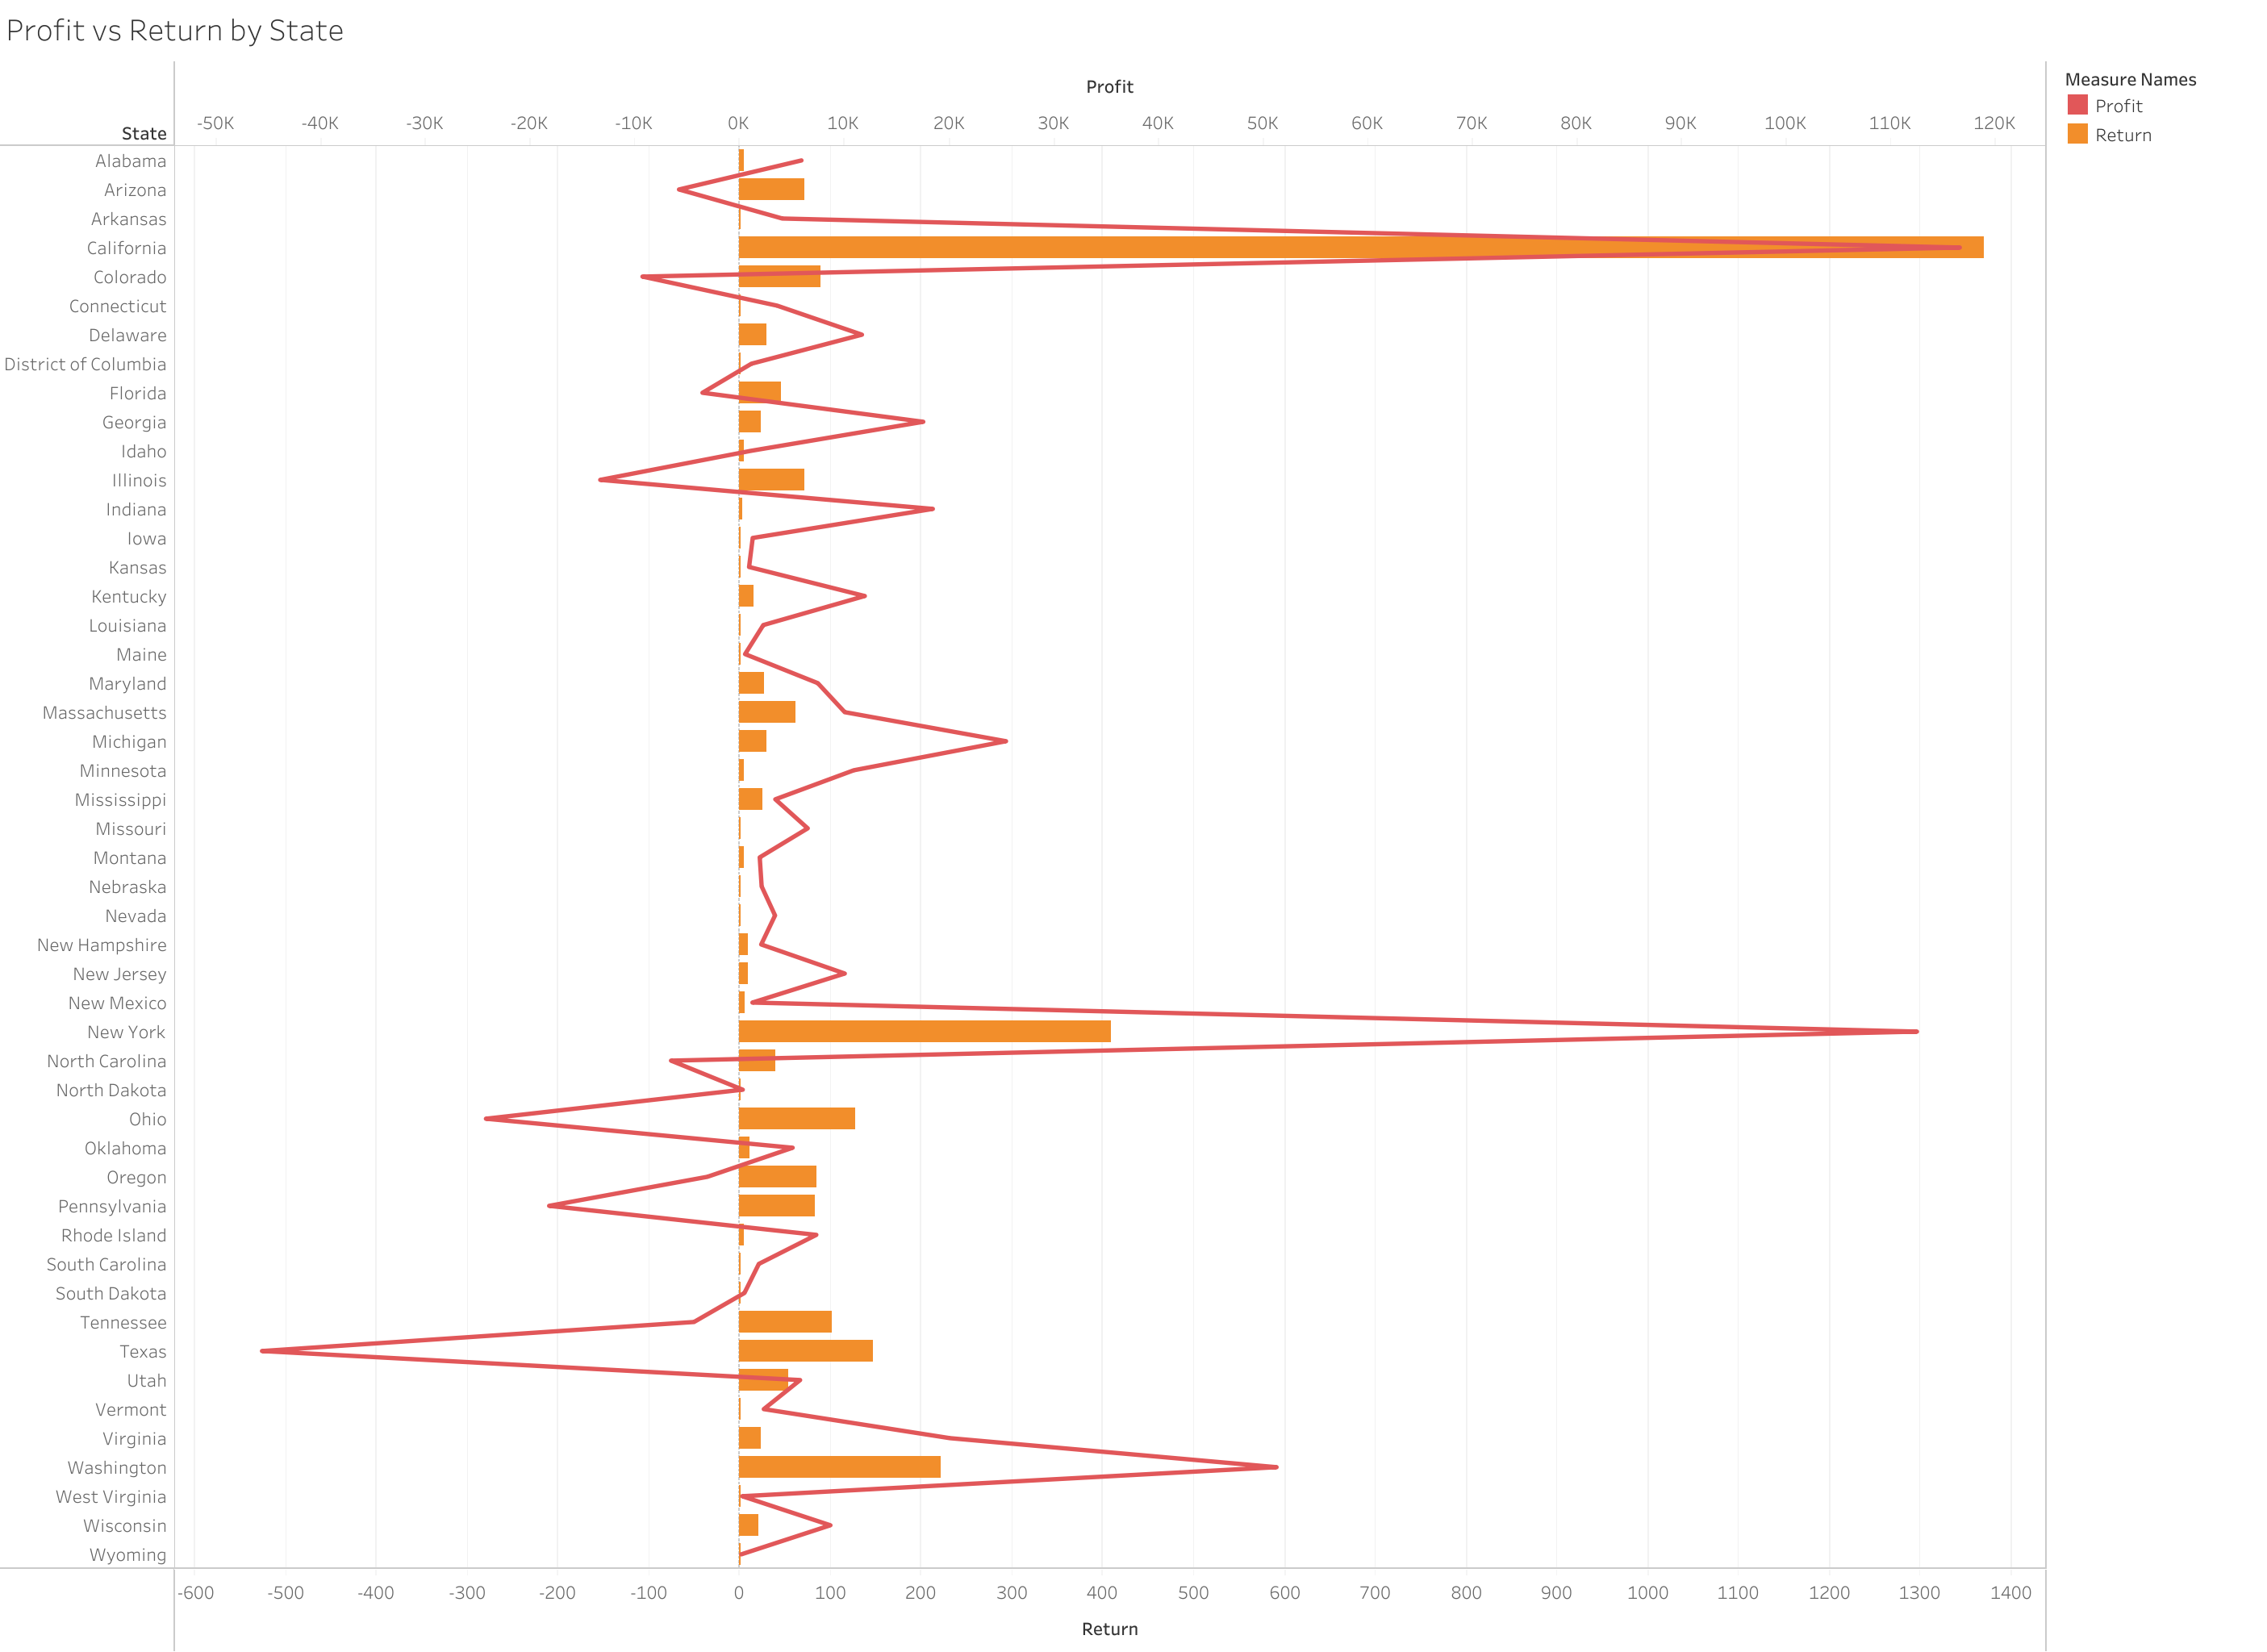 Profit vs Return by State
Profit
Measure Names
Profit
Return
State
-50K -40K -30K -20K -10K 0K 10K 20K 30K 40K 50K 60K 70K 80K 90K 100K 110K 120K
Alabama
Arizona
Arkansas
California
Colorado
Connecticut
Delaware
District of Columbia
Florida
Georgia
Idaho
Illinois
Indiana
Iowa
Kansas
Kentucky
Louisiana
Maine
Maryland
Massachusetts
Michigan
Minnesota
Mississippi
Missouri
Montana
Nebraska
Nevada
New Hampshire
New Jersey
New Mexico
New York
North Carolina
North Dakota
Ohio
Oklahoma
Oregon
Pennsylvania
Rhode Island
South Carolina
South Dakota
Tennessee
Texas
Utah
Vermont
Virginia
Washington
West Virginia
Wisconsin
Wyoming
-600 -500 -400 -300 -200 -100 0 100 200 300 400 500 600 700 800 900 1000 1100 1200 1300 1400
Return